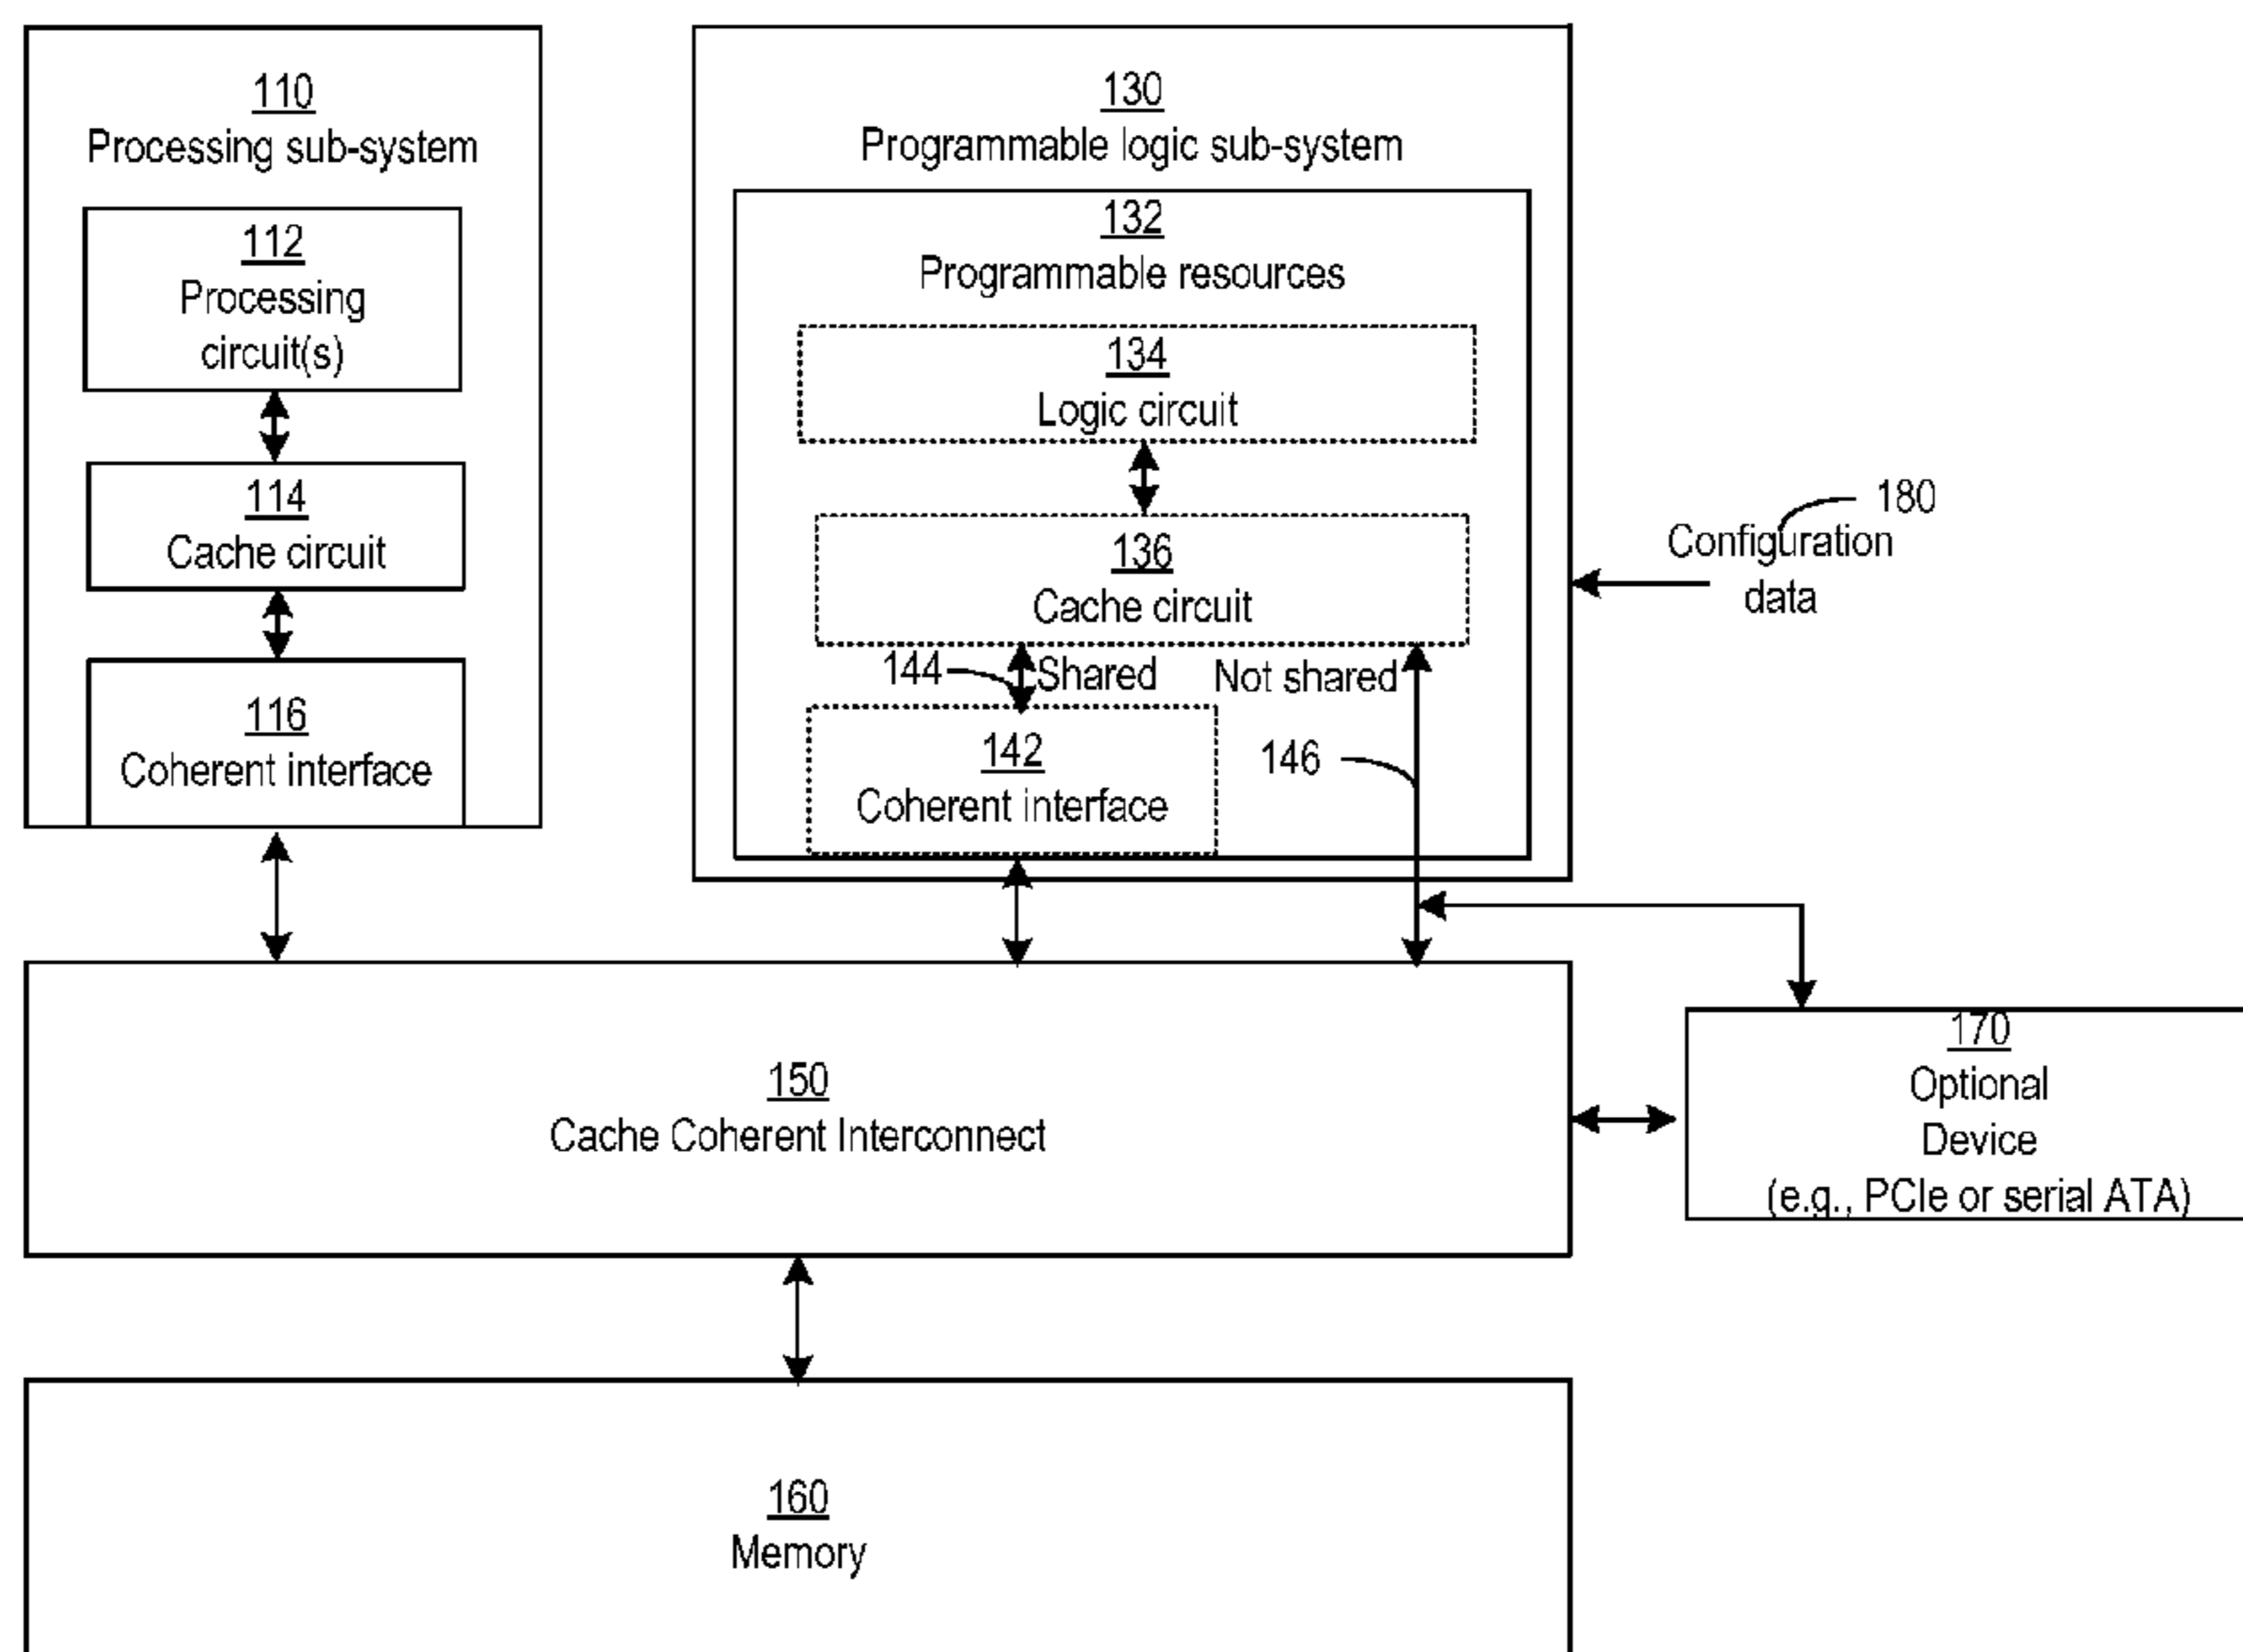 110
Processing sub-system
112
Processing
circuit(s)
114
Cache circuit
116
Coherent interface
130
Programmable logic sub-system
132
Programmable resources
134
Logic circuit
136
Cache circuit
144
Shared
Not shared
142
Coherent interface
146
180
Configuration
data
150
Cache Coherent Interconnect
170
Optional
Device
(e.g., PCIe or serial ATA)
160
Memory